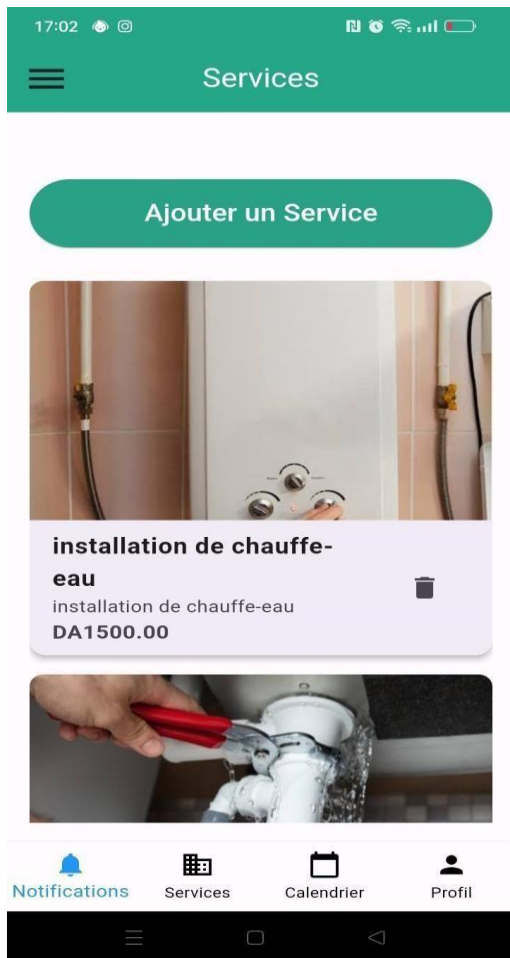 17:02
Services
Ajouter un Service
installation de chauffe-
eau
installation de chauffe-eau
DA1500.00
Notifications
Services
Calendrier
Profil